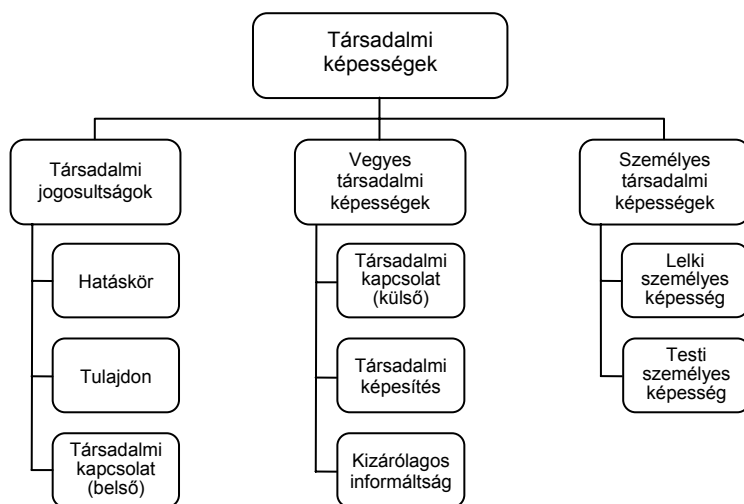 Társadalmi
képességek
Társadalmi
jogosultságok
Hatáskör
Tulajdon
Társadalmi
kapcsolat
(belső)
Vegyes
társadalmi
képességek
Társadalmi
kapcsolat
(külső)
Társadalmi
képesítés
Kizárólagos
informáltság
Személyes
társadalmi
képességek
Lelki
személyes
képesség
Testi
személyes
képesség